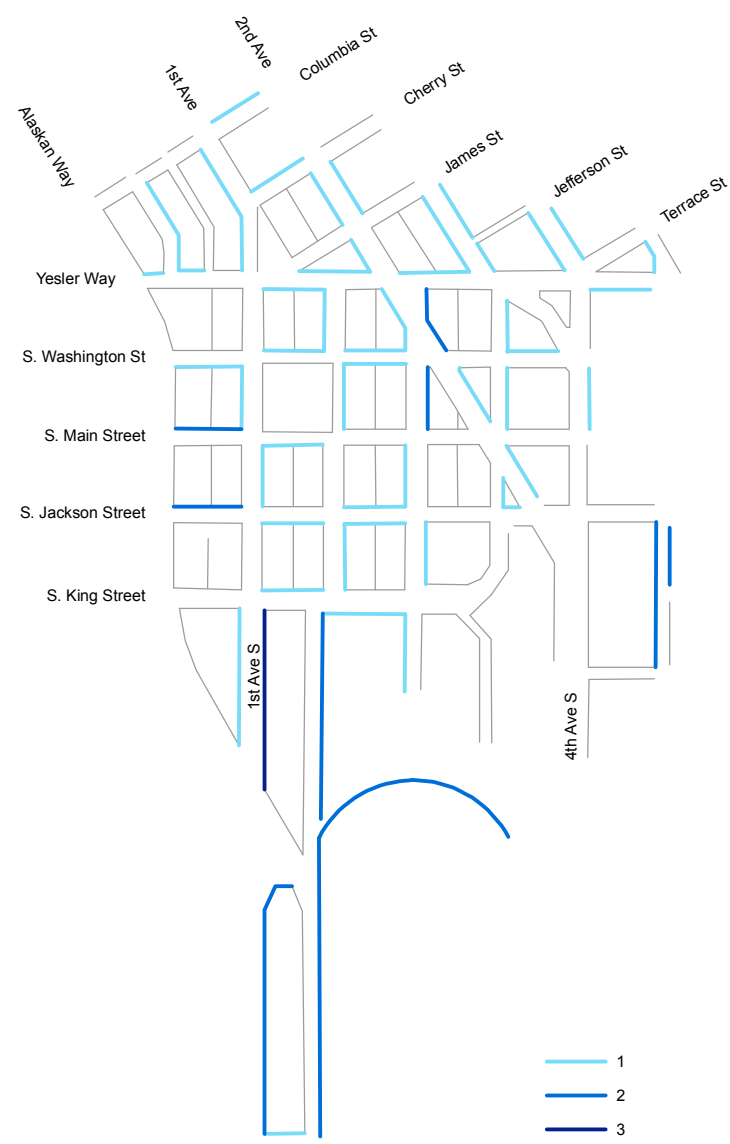 2nd Ave
Columbia St
1st Ave
Cherry St
Alaskan Way
James St
Jefferson St
Terrace St
Yesler Way
S. Washington St
S. Main Street
S. Jackson Street
S. King Street
1st Ave S
4th Ave S
1
2
3